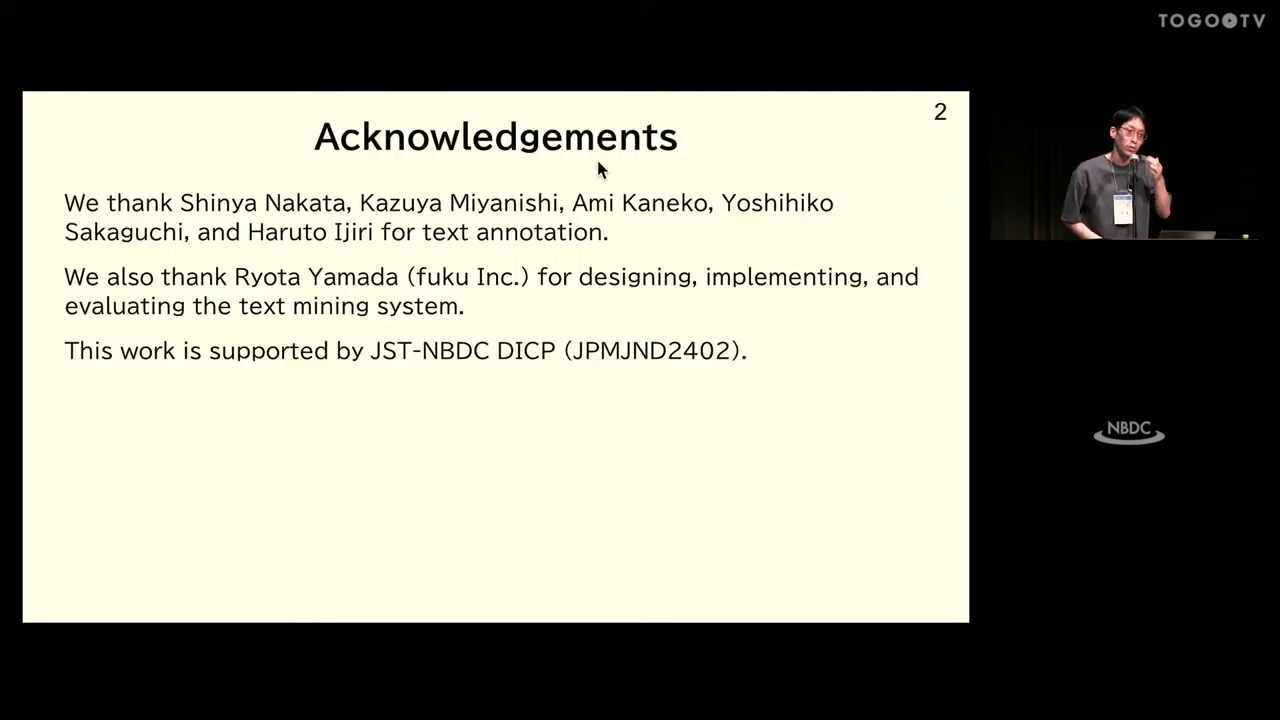 TOGOTV
2
Acknowledgements
We thank Shinya Nakata, Kazuya Miyanishi, Ami Kaneko, Yoshihiko
Sakaguchi, and Haruto Ijiri for text annotation.
We also thank Ryota Yamada (fuku Inc.) for designing, implementing, and
evaluating the text mining system.
This work is supported by JST-NBDC DICP (JPMJND2402).
NBDC